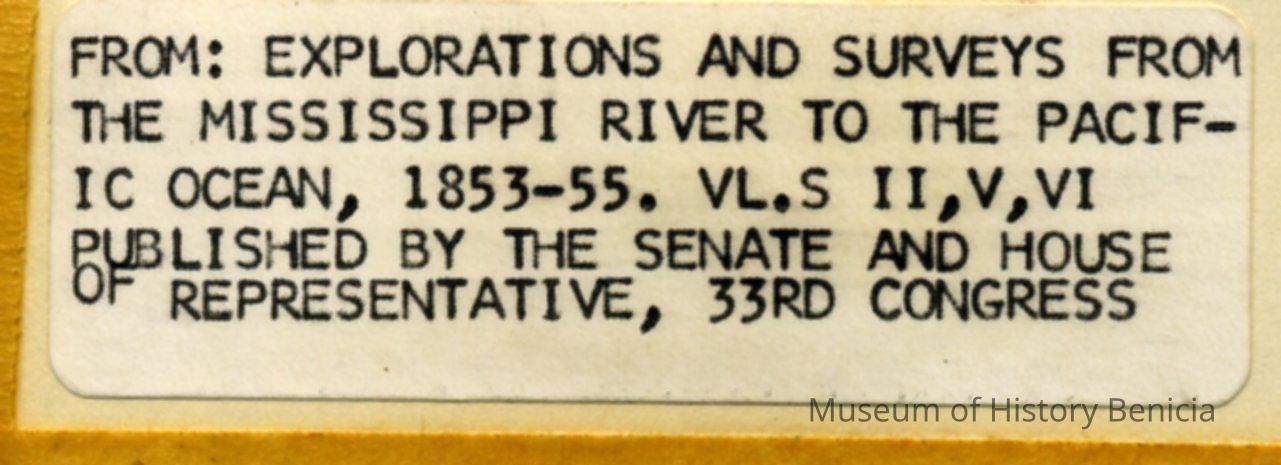 FROM: EXPLORATIONS AND SURVEYS FROM
THE MISSISSIPPI RIVER TO THE PACIF-
IC OCEAN, 1853-55. VL.S II,V,VI
PUBLISHED BY THE SENATE AND HOUSE
OF REPRESENTATIVE, 33RD CONGRESS
Museum of History Benicia